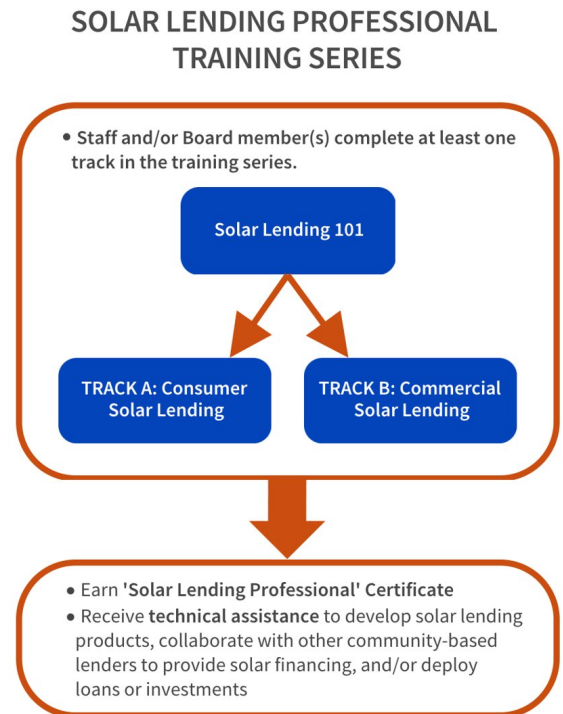 SOLAR LENDING PROFESSIONAL
TRAINING SERIES
• Staff and/or Board member(s) complete at least one
track in the training series.
Solar Lending 101
TRACK A: Consumer
Solar Lending
TRACK B: Commercial
Solar Lending
• Earn 'Solar Lending Professional' Certificate
• Receive technical assistance to develop solar lending
products, collaborate with other community-based
lenders to provide solar financing, and/or deploy
loans or investments